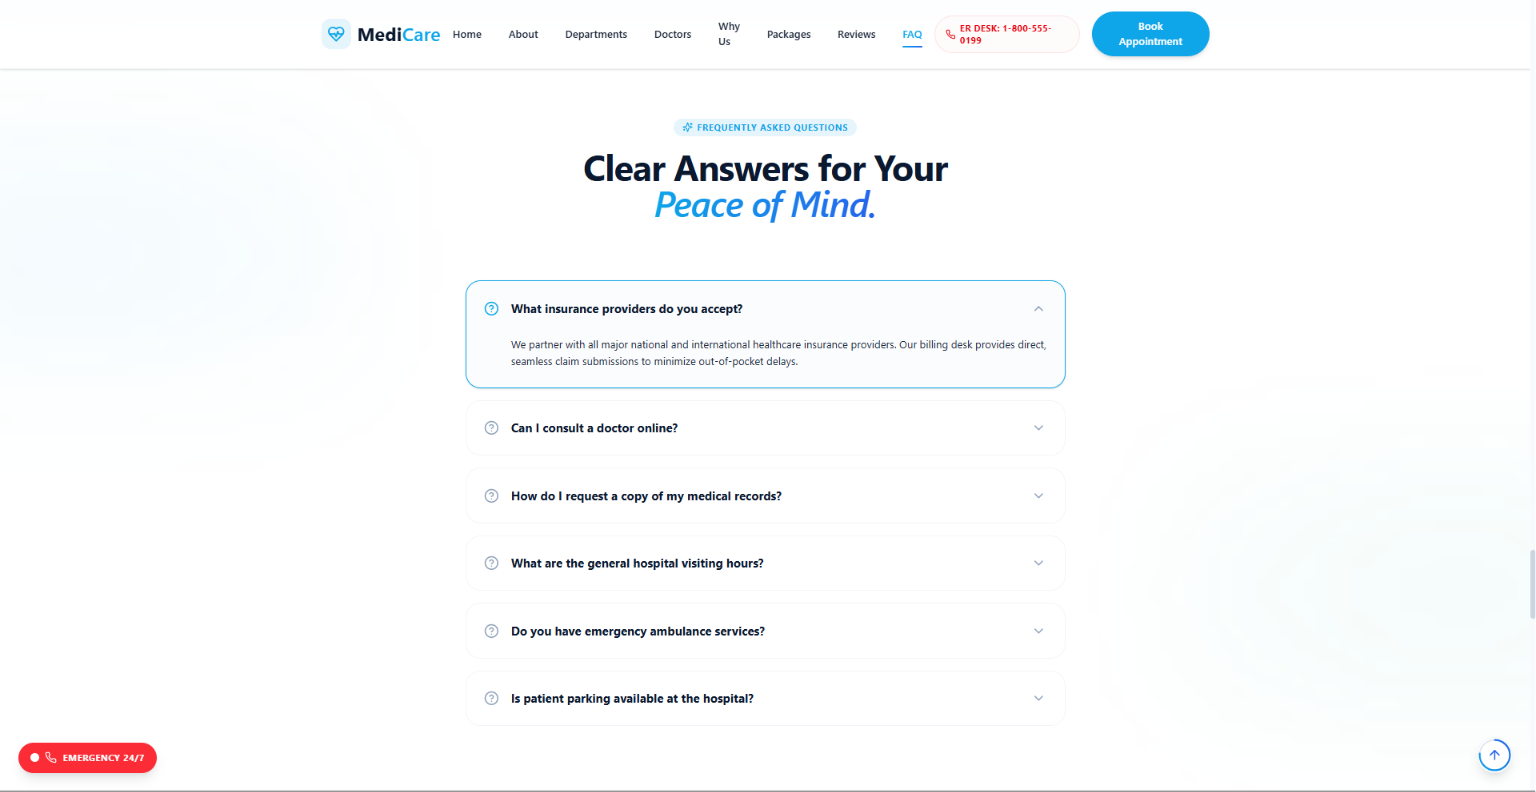 MediCare
Home
About
Departments
Doctors
Why
Us
Packages
Reviews
FAQ
ER DESK: 1-800-555-
0199
Book
Appointment
FREQUENTLY ASKED QUESTIONS
Clear Answers for Your
Peace of Mind.
What insurance providers do you accept?
We partner with all major national and international healthcare insurance providers. Our billing desk provides direct,
seamless claim submissions to minimize out-of-pocket delays.
Can I consult a doctor online?
How do I request a copy of my medical records?
What are the general hospital visiting hours?
Do you have emergency ambulance services?
Is patient parking available at the hospital?
EMERGENCY 24/7